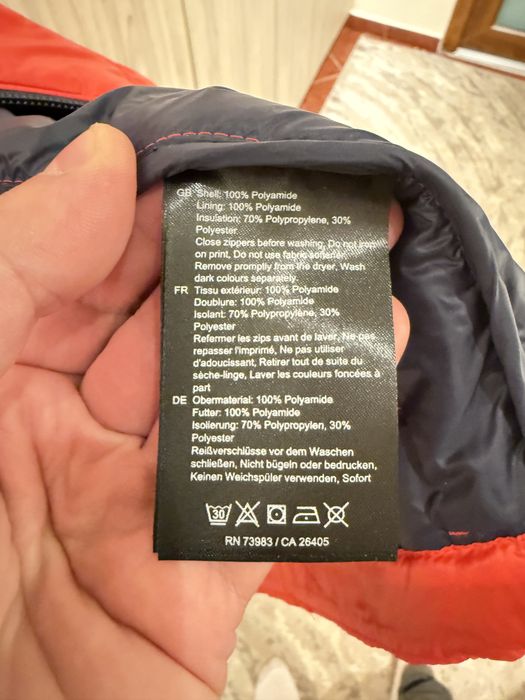 GB Shell: 100% Polyamide
Lining: 100% Polyamide
Insulation: 70% Polypropylene, 30%
Polyester
Close zippers before washing, Do not iron
on print, Do not use fabric softener,
Remove promptly from the dryer, Wash
dark colours separately
FR Tissu extérieur: 100% Polyamide
Doublure: 100% Polyamide
Isolant: 70% Polypropylène, 30%
Polyester
Refermer les zips avant de laver, Ne pas
repasser l'imprimé, Ne pas utiliser
d'adoucissant, Retirer tout de suite du
sèche-linge, Laver les couleurs foncées à
part
DE Obermaterial: 100% Polyamide
Futter: 100% Polyamide
Isolierung: 70% Polypropylen, 30%
Polyester
Reißverschlüsse vor dem Waschen
schließen, Nicht bügeln oder bedrucken,
Keinen Weichspüler verwenden, Sofort
30
RN 73983 / CA 26405